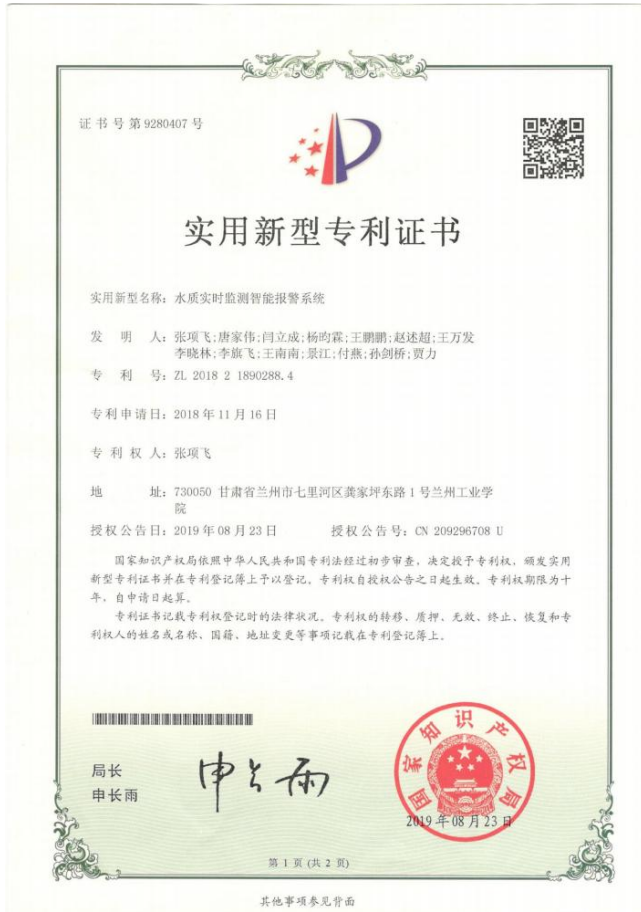 证书号第9280407号
实用新型专利证书
实用新型名称：水质实时监测智能报警系统
发明人：张项飞;唐家伟;闫立成;杨昀霖;王鹏鹏;赵述超;王万发
李晓林;李旗飞;王南南;景江;付燕;孙剑桥;贾力
专利号：ZL 2018 2 1890288.4
专利申请日：2018年11月16日
专利权人：张项飞
地址：730050 甘肃省兰州市七里河区龚家坪东路1号兰州工业学
院
授权公告日：2019年08月23日 授权公告号：CN 209296708 U
国家知识产权局依照中华人民共和国专利法经过初步审查，决定授予专利权，颁发实用
新型专利证书并在专利登记簿上予以登记。专利权自授权公告之日起生效。专利权期限为十
年，自申请日起算。
专利证书记载专利权登记时的法律状况。专利权的转移、质押、无效、终止、恢复和专
利权人的姓名或名称、国籍、地址变更等事项记载在专利登记簿上。
局长
申长雨
申长雨
国家知识产权局
2019年08月23日
第 1 页 (共 2 页)
其他事项参见背面